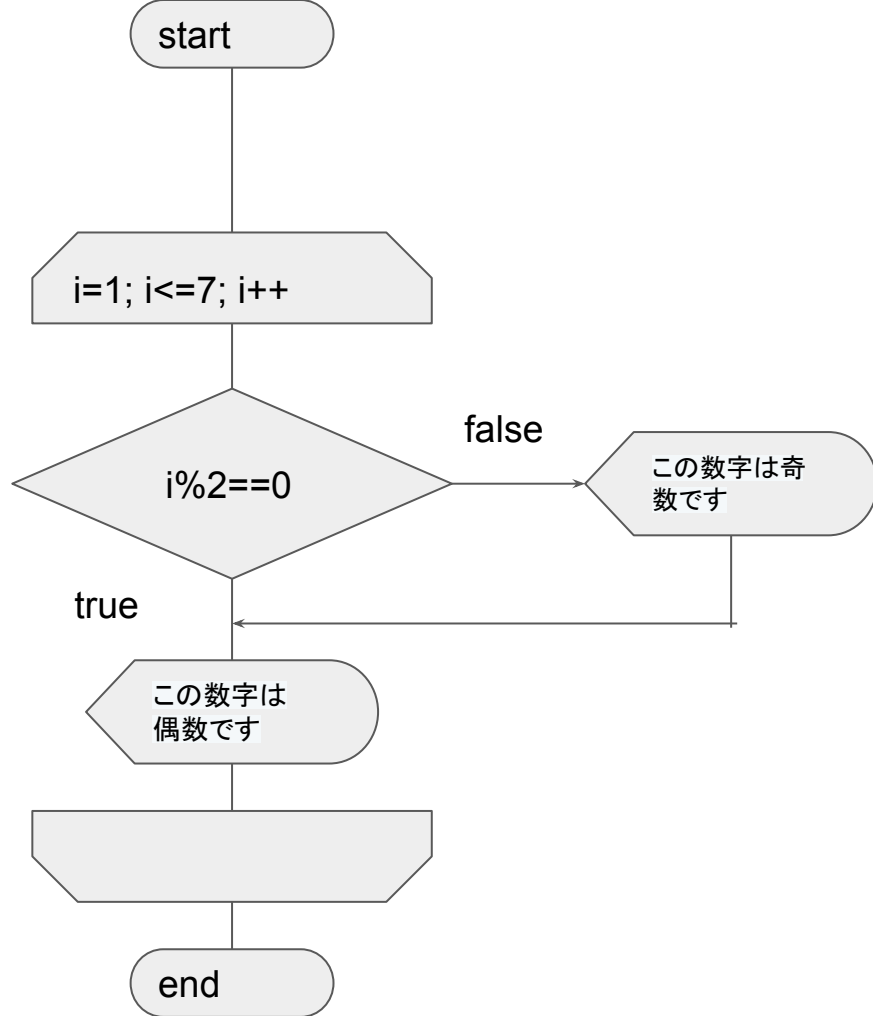 start
i=1; i<=7; i++
false
i%2==0
この数字は奇
数です
true
この数字は
偶数です
end